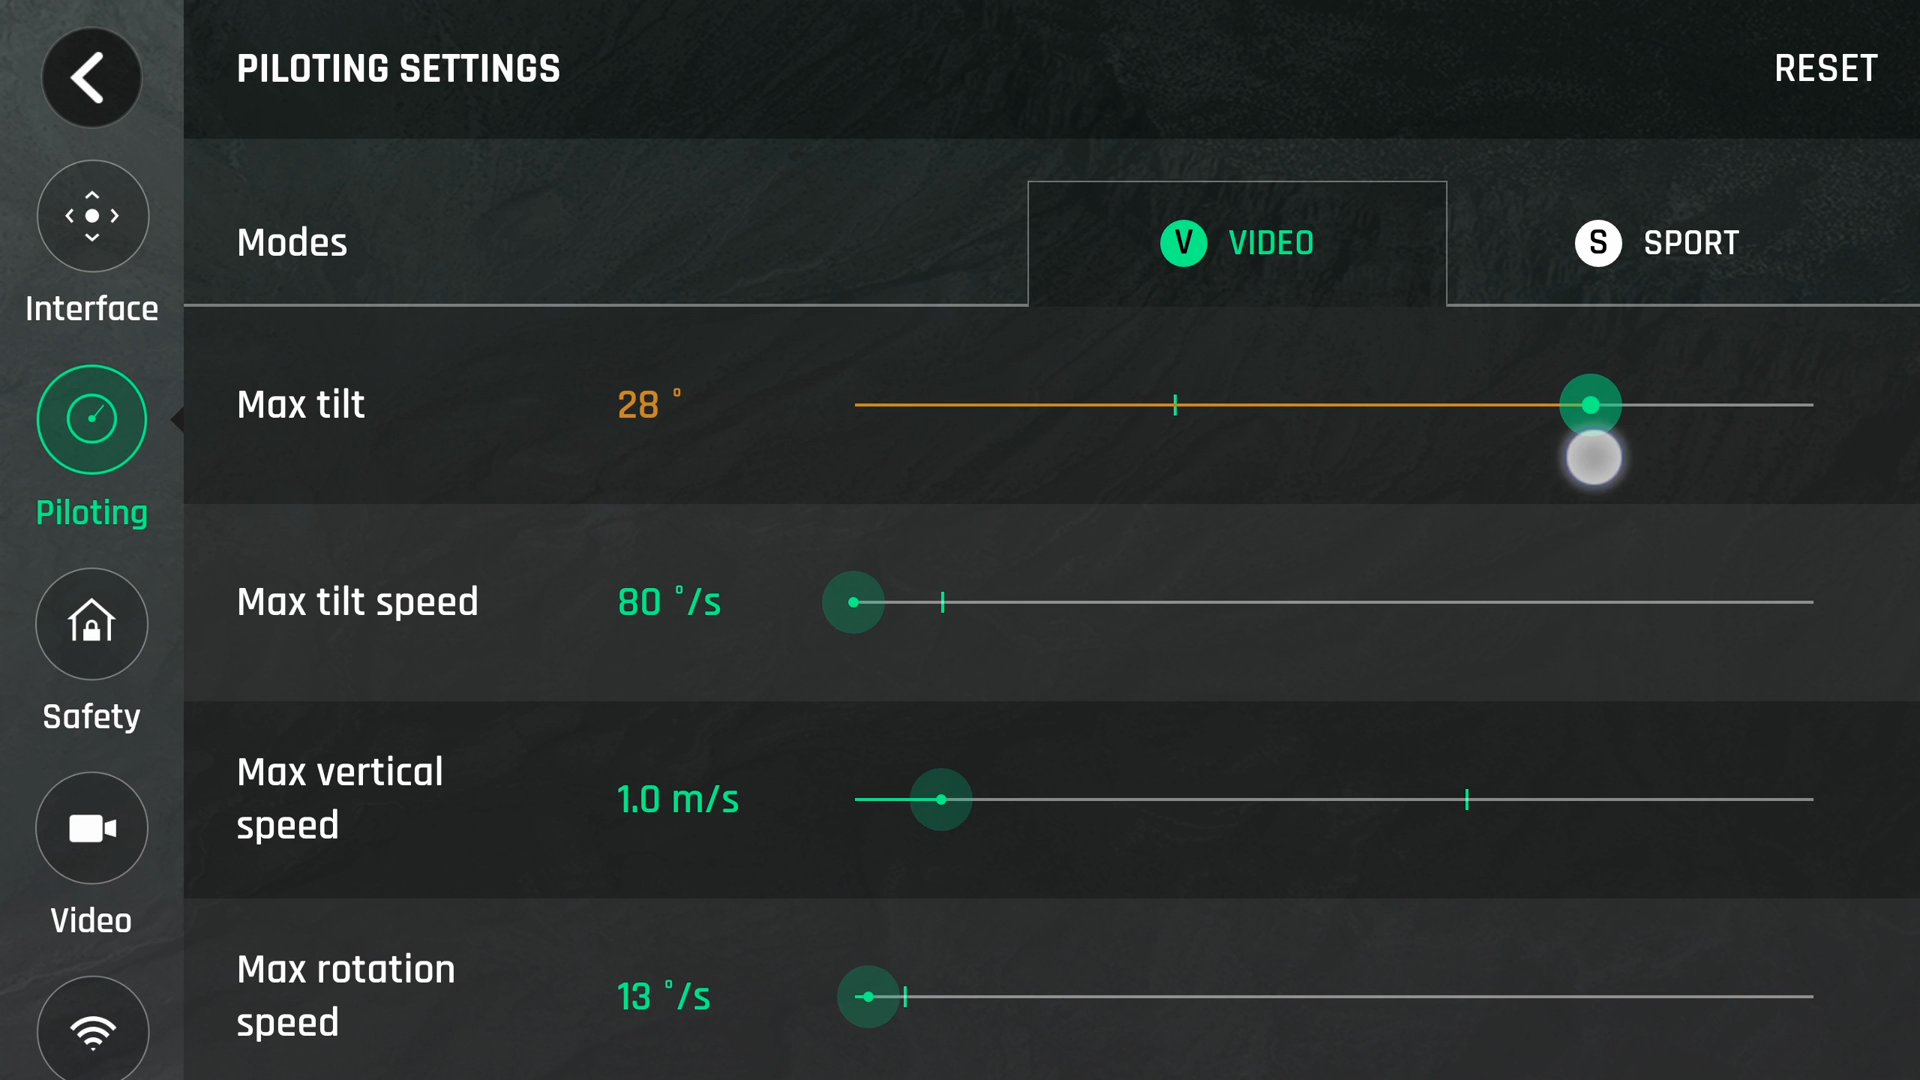 PILOTING SETTINGS
RESET
Modes
V VIDEO
S SPORT
Interface
Max tilt
28 °
Piloting
Max tilt speed
80 °/s
Safety
Max vertical
speed
1.0 m/s
Video
Max rotation
speed
13 °/s